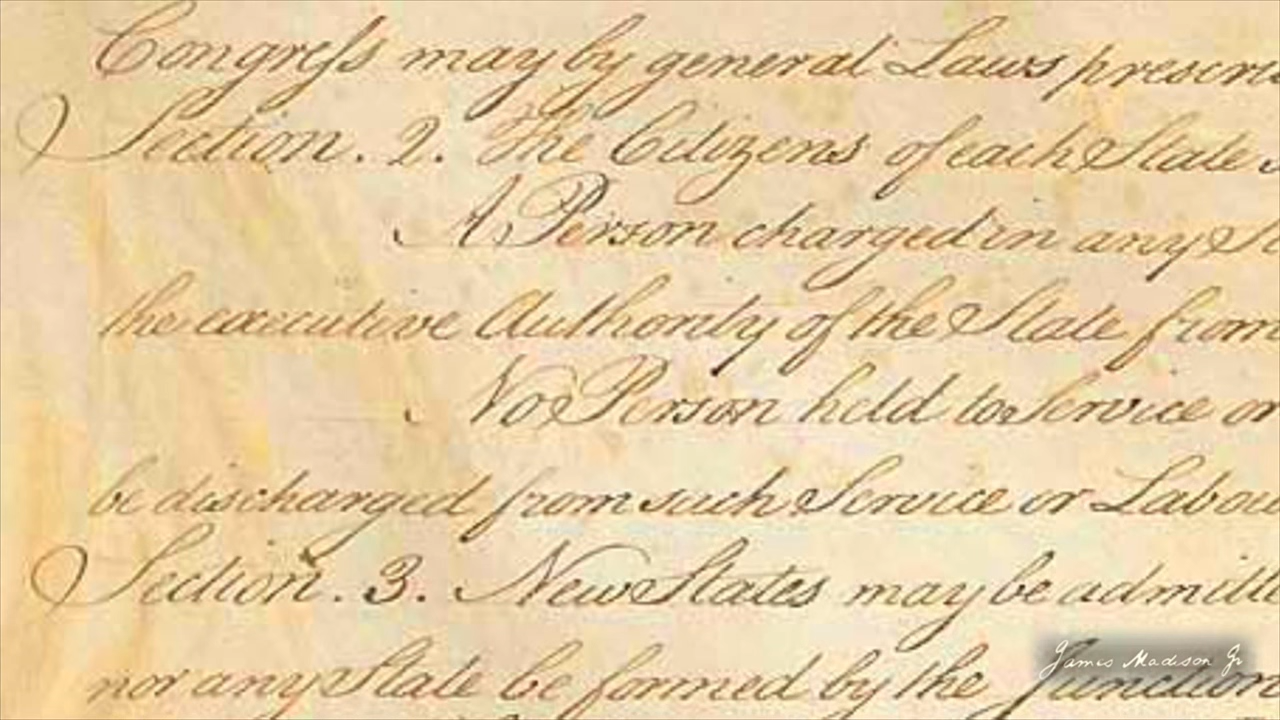 Congreſs may by general Laws prescri
Section. 2. The Citizens of each State
A Person charged in any
the executive Authority of the State from
No Person held to Service or
be discharged from such Service or Labou
Section. 3. New States may be admitt
nor any State be formed by the Junction
James Madison Jr